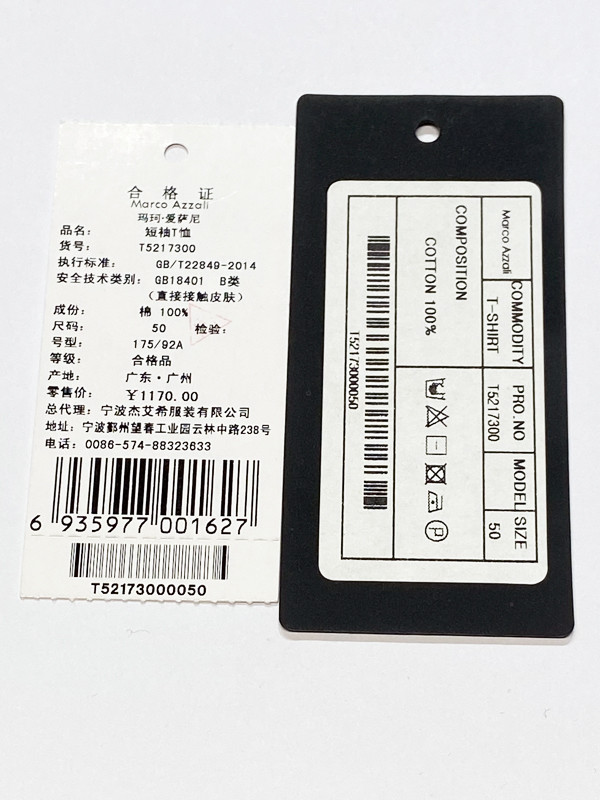 合格证
Marco Azzali
玛珂·爱萨尼
品名： 短袖T恤
货号： T5217300
执行标准： GB/T22849-2014
安全技术类别： GB18401 B类
（直接接触皮肤）
成份： 棉 100%
尺码： 50 检验：
号型： 175/92A
等级： 合格品
产地： 广东·广州
零售价： ￥1170.00
总代理：宁波杰艾希服装有限公司
地址：宁波鄞州望春工业园云林中路238号
电话：0086-574-88323633
6 935977 001627
T52173000050
Marco Azzali
COMMODITY PRO.NO MODEL SIZE
T-SHIRT T5217300 50
COMPOSITION
COTTON 100%
P
T52173000050